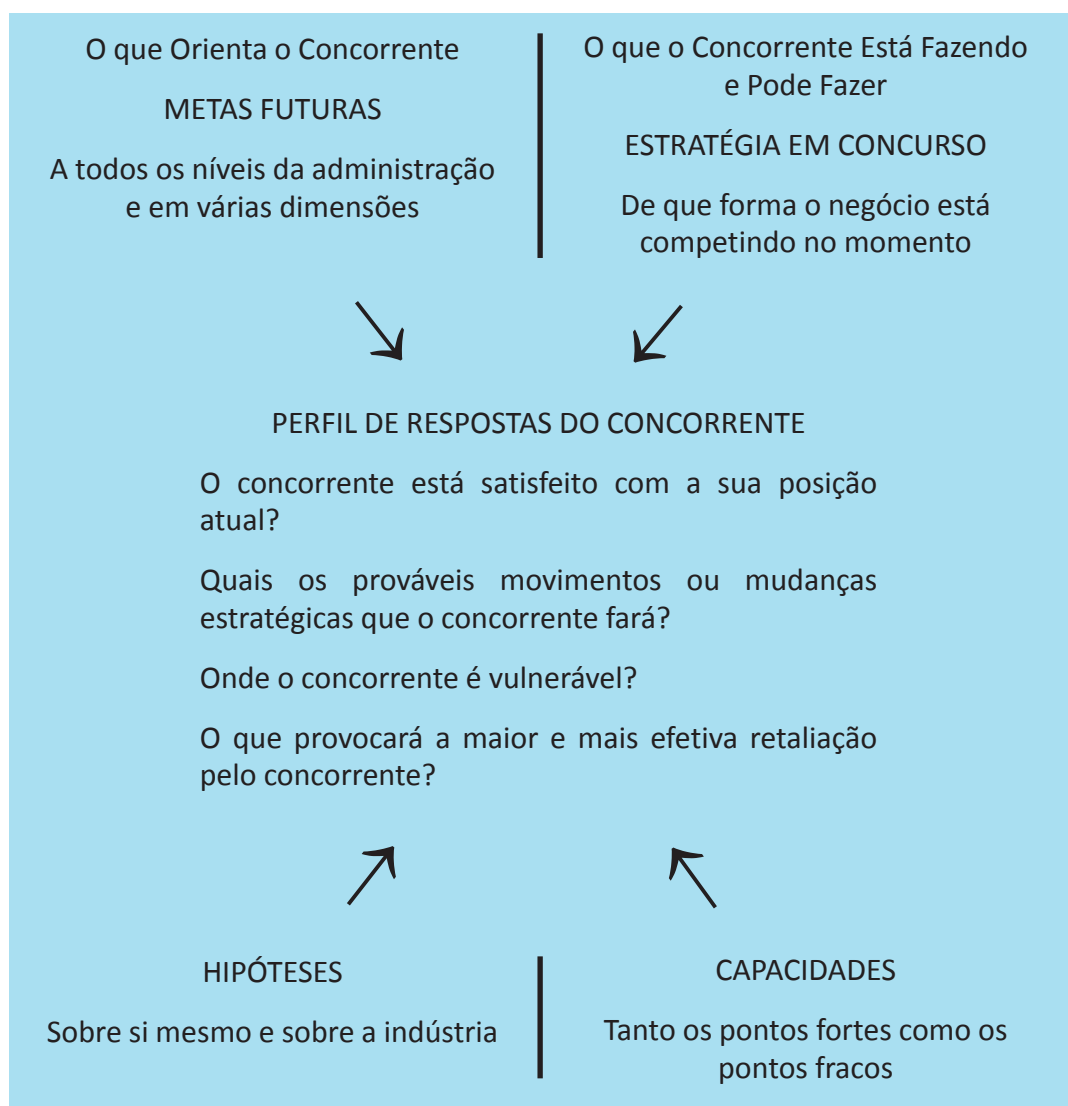 O que Orienta o Concorrente
METAS FUTURAS
A todos os níveis da administração
e em várias dimensões
O que o Concorrente Está Fazendo
e Pode Fazer
ESTRATÉGIA EM CONCURSO
De que forma o negócio está
competindo no momento
PERFIL DE RESPOSTAS DO CONCORRENTE
O concorrente está satisfeito com a sua posição
atual?
Quais os prováveis movimentos ou mudanças
estratégicas que o concorrente fará?
Onde o concorrente é vulnerável?
O que provocará a maior e mais efetiva retaliação
pelo concorrente?
HIPÓTESES
Sobre si mesmo e sobre a indústria
CAPACIDADES
Tanto os pontos fortes como os
pontos fracos